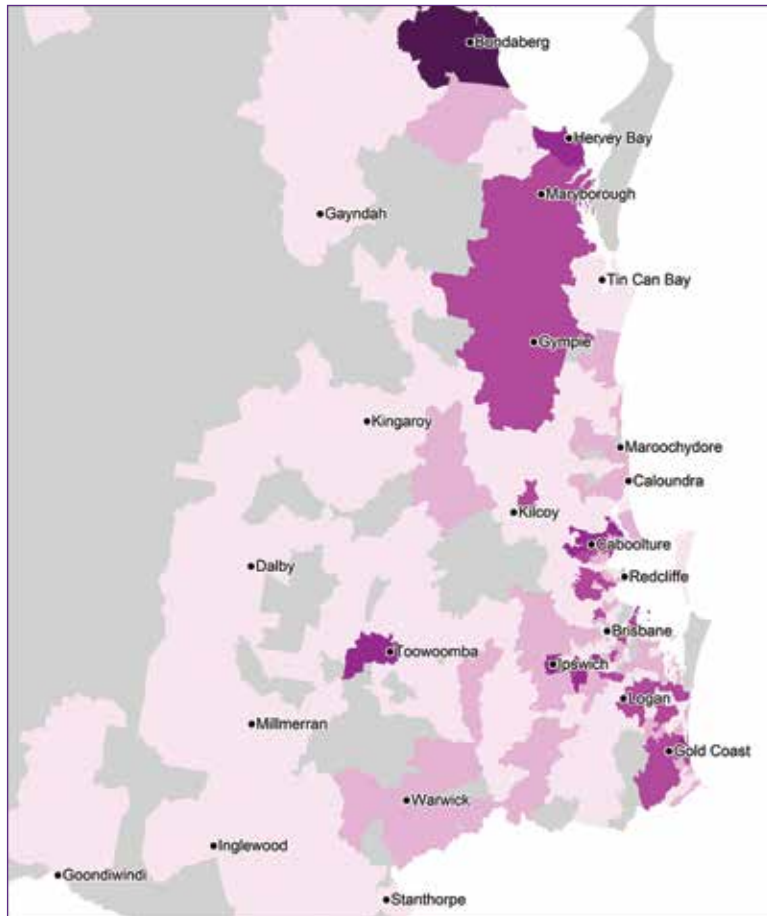 Bundaberg
Hervey Bay
Maryborough
Gayndah
Tin Can Bay
Gympie
Kingaroy
Maroochydore
Caloundra
Kilcoy
Caboolture
Dalby
Redcliffe
Brisbane
Toowoomba
Ipswich
Logan
Millmerran
Gold Coast
Warwick
Inglewood
Goondiwindi
Stanthorpe